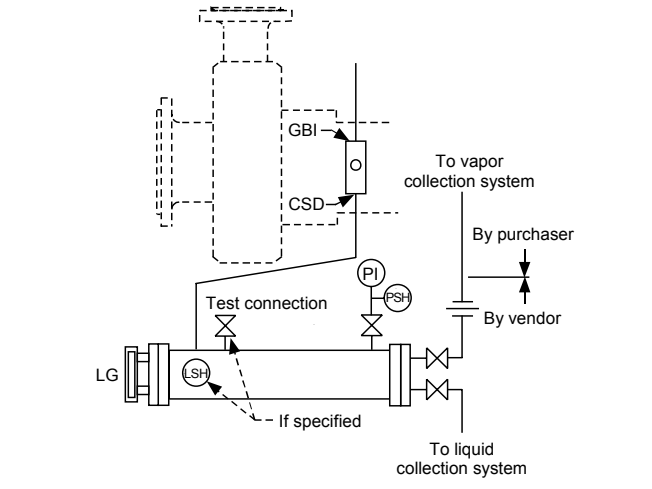 GBI
CSD
To vapor
collection system
By purchaser
By vendor
PI
PSH
Test connection
LG
LSH
If specified
To liquid
collection system